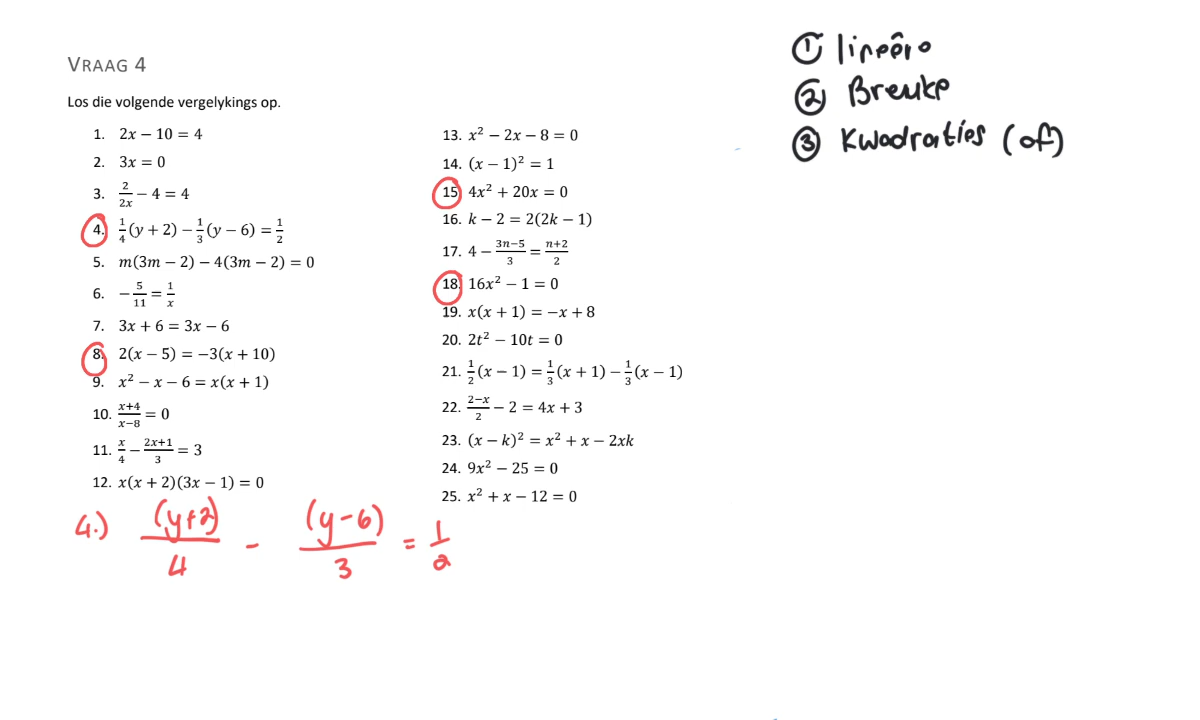 VRAAG 4
Los die volgende vergelykings op.
1. 2x − 10 = 4
2. 3x = 0
3. 2/2x − 4 = 4
4. 1/4(y + 2) − 1/3(y − 6) = 1/2
5. m(3m − 2) − 4(3m − 2) = 0
6. −5/11 = 1/x
7. 3x + 6 = 3x − 6
8. 2(x − 5) = −3(x + 10)
9. x² − x − 6 = x(x + 1)
10. x+4/x−8 = 0
11. x/4 − 2x+1/3 = 3
12. x(x + 2)(3x − 1) = 0
13. x² − 2x − 8 = 0
14. (x − 1)² = 1
15. 4x² + 20x = 0
16. k − 2 = 2(2k − 1)
17. 4 − 3n−5/3 = n+2/2
18. 16x² − 1 = 0
19. x(x + 1) = −x + 8
20. 2t² − 10t = 0
21. 1/2(x − 1) = 1/3(x + 1) − 1/3(x − 1)
22. 2−x/2 − 2 = 4x + 3
23. (x − k)² = x² + x − 2xk
24. 9x² − 25 = 0
25. x² + x − 12 = 0
① lineêre
② Breuke
③ Kwadraties (of)
4.) (y+2)/4 − (y−6)/3 = 1/2